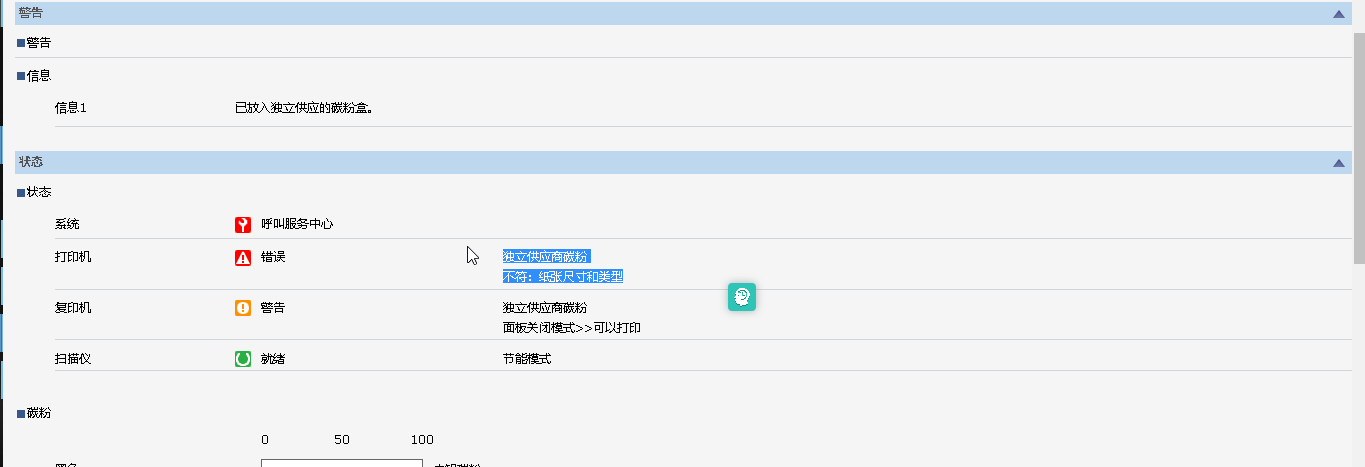 警告
警告
信息
信息1 已放入独立供应的碳粉盒。
状态
状态
系统 呼叫服务中心
打印机 错误 独立供应商碳粉
不符：纸张尺寸和类型
复印机 警告 独立供应商碳粉
面板关闭模式>>可以打印
扫描仪 就绪 节能模式
碳粉
0 50 100